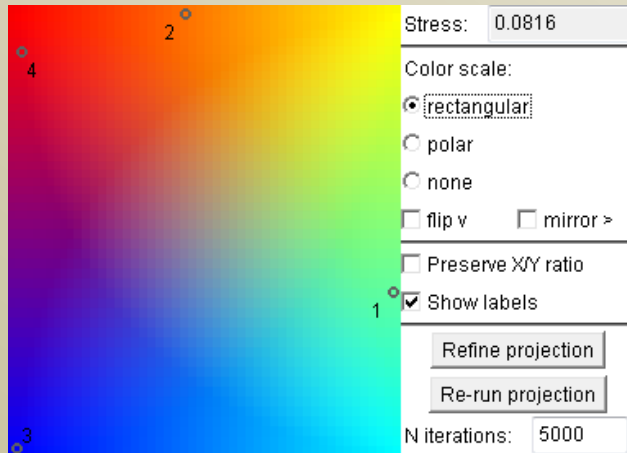 2
4
1
3
Stress: 0.0816
Color scale:
rectangular
polar
none
flip v mirror >
Preserve X/Y ratio
Show labels
Refine projection
Re-run projection
N iterations: 5000